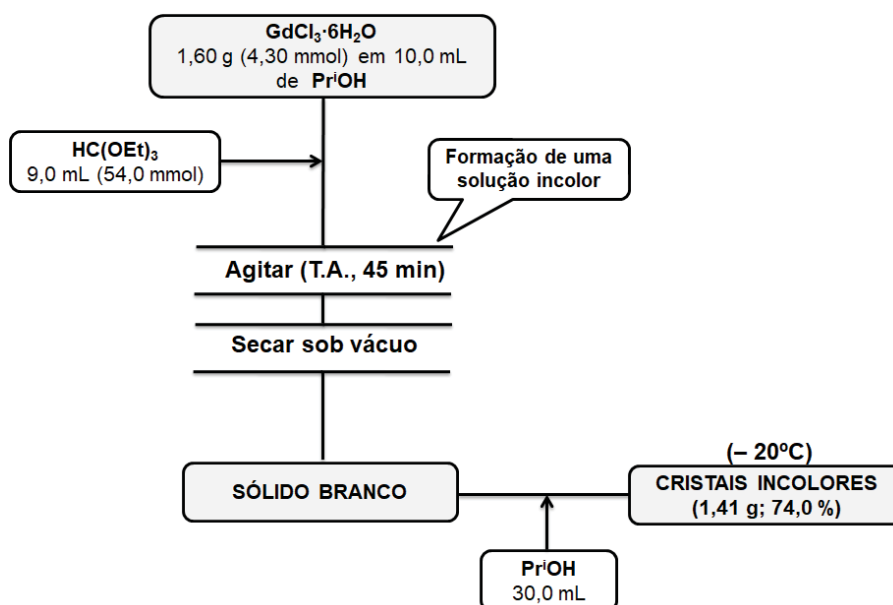 GdCl₃·6H₂O
1,60 g (4,30 mmol) em 10,0 mL
de PrⁱOH
HC(OEt)₃
9,0 mL (54,0 mmol)
Formação de uma
solução incolor
Agitar (T.A., 45 min)
Secar sob vácuo
SÓLIDO BRANCO
(– 20ºC)
CRISTAIS INCOLORES
(1,41 g; 74,0 %)
PrⁱOH
30,0 mL